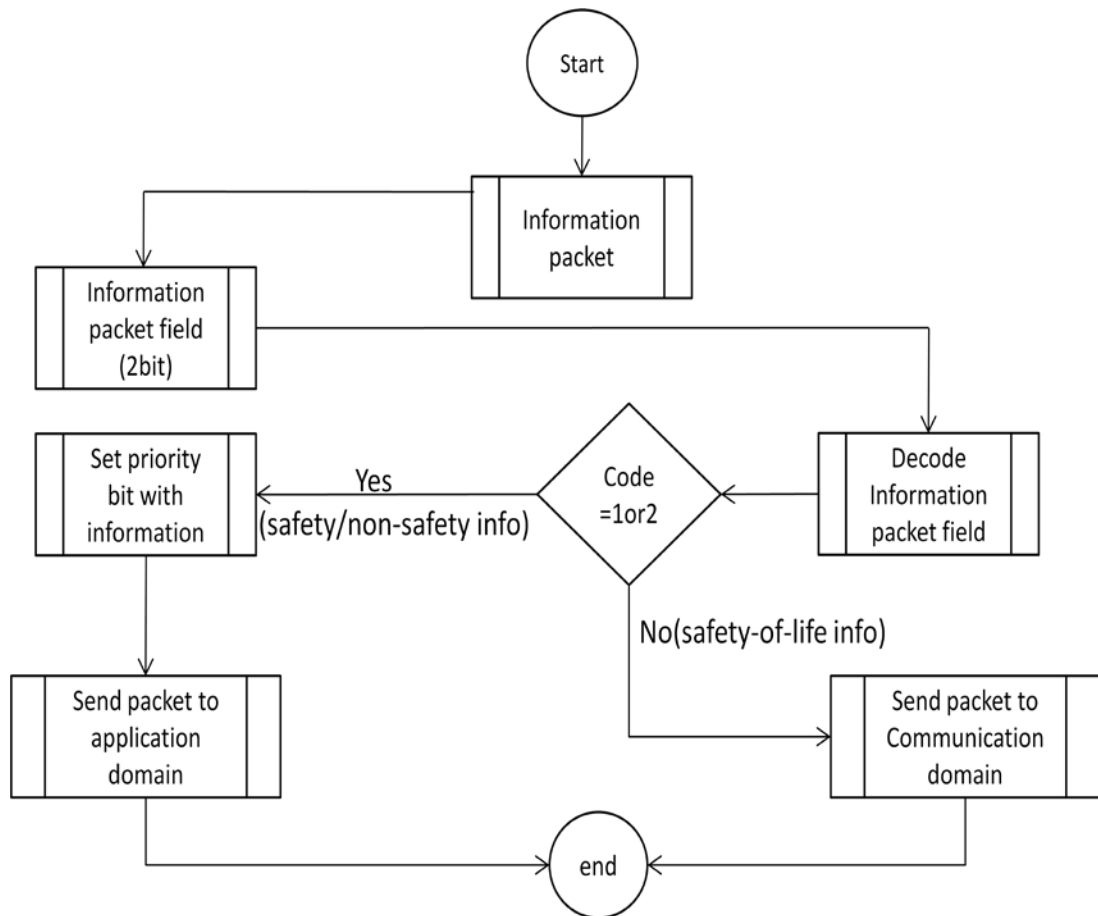 Start
Information
packet
Information
packet field
(2bit)
Decode
Information
packet field
Code
=1or2
Yes
(safety/non-safety info)
Set priority
bit with
information
No(safety-of-life info)
Send packet to
application
domain
Send packet to
Communication
domain
end